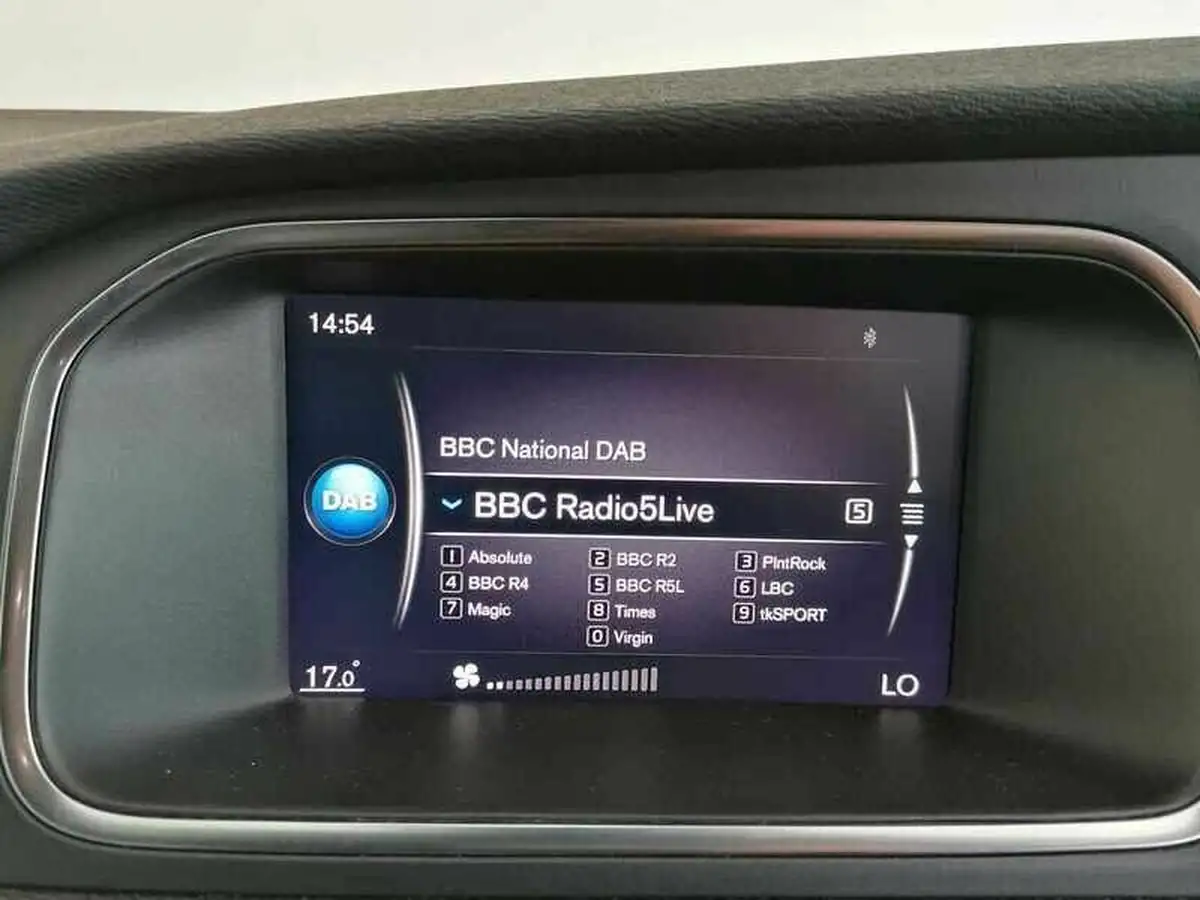 14:54
BBC National DAB
DAB
BBC Radio5Live 5
1 Absolute 2 BBC R2 3 PlntRock
4 BBC R4 5 BBC R5L 6 LBC
7 Magic 8 Times 9 tkSPORT
0 Virgin
17.0° LO